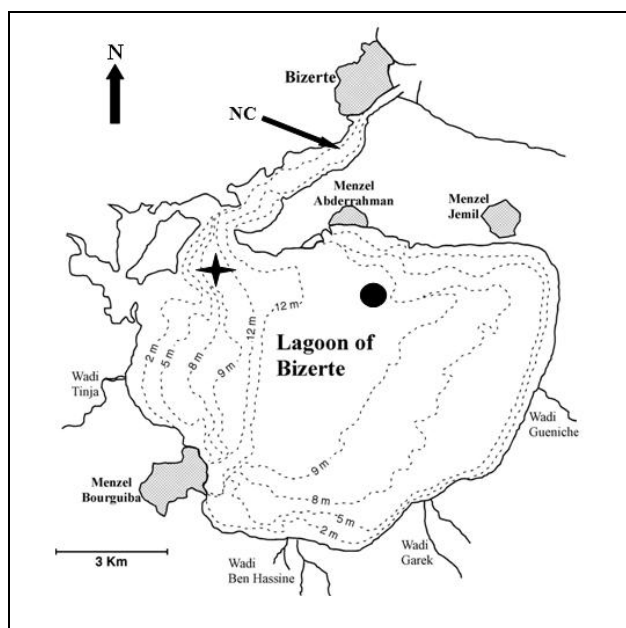 N
Bizerte
NC
Menzel
Abderrahman
Menzel
Jemil
12 m
12 m
2 m
5 m
8 m
9 m
Lagoon of
Bizerte
Wadi
Tinja
Wadi
Gueniche
9 m
Menzel
Bourguiba
8 m
5 m
2 m
3 Km
Wadi
Ben Hassine
Wadi
Garek